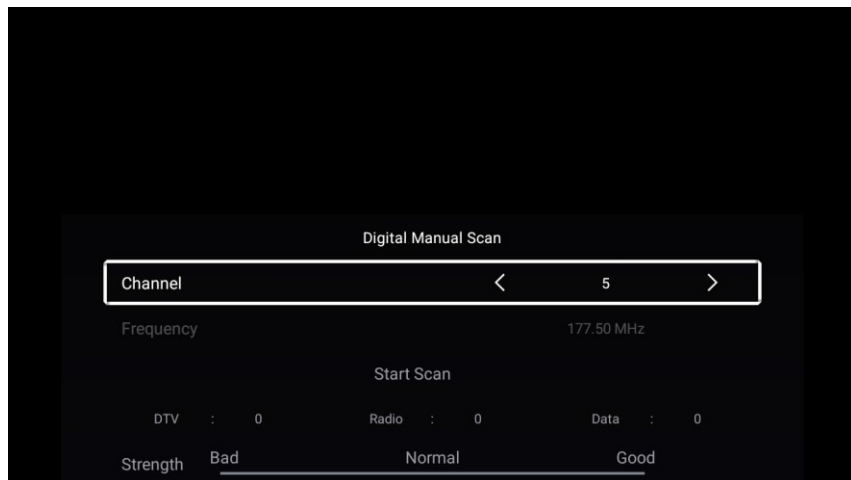 Digital Manual Scan
Channel 5
Frequency 177.50 MHz
Start Scan
DTV : 0 Radio : 0 Data : 0
Strength Bad Normal Good